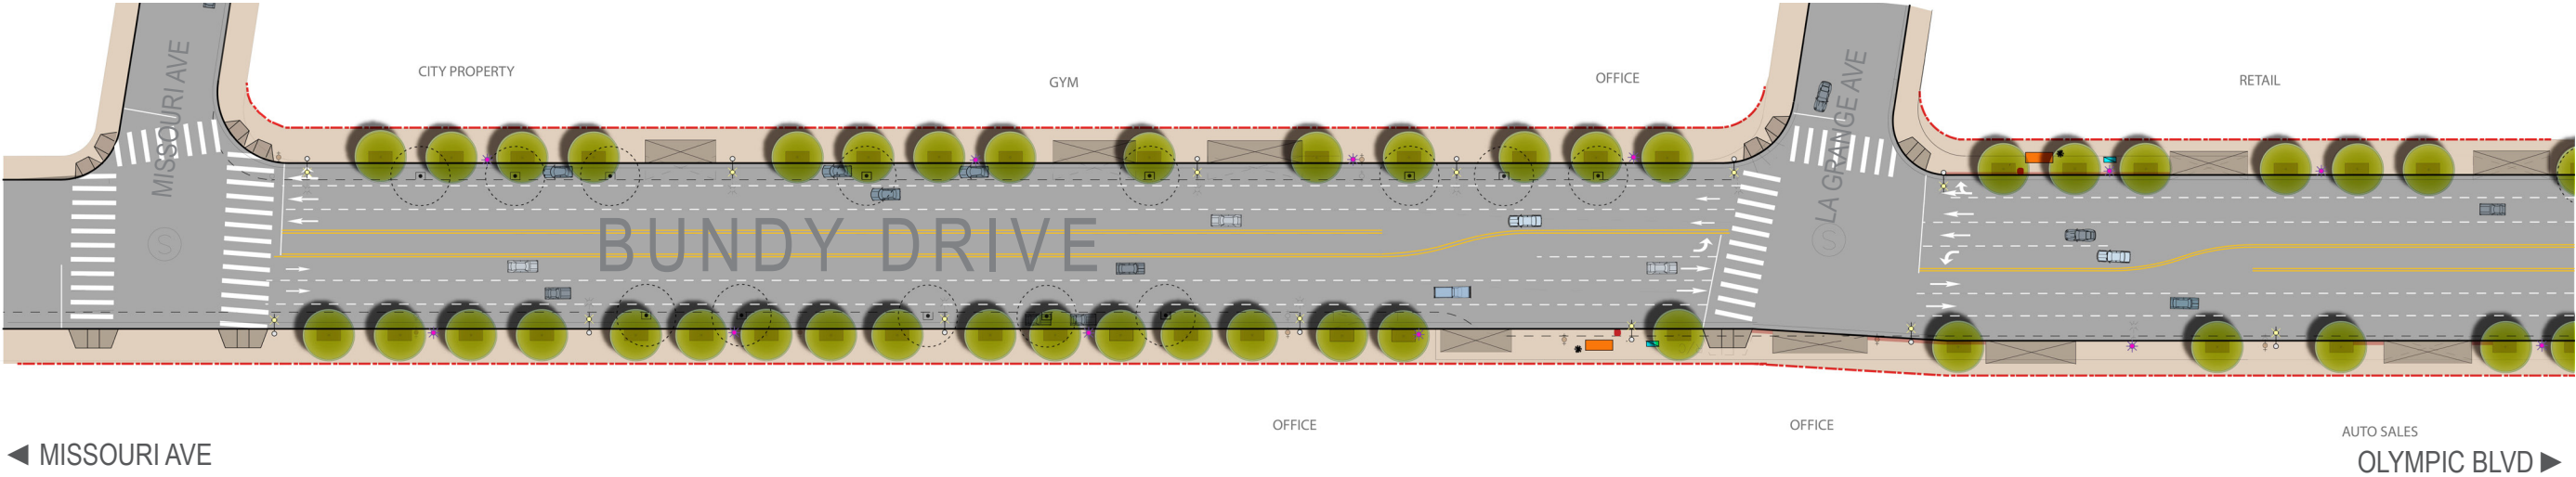 MISSOURI AVE
CITY PROPERTY
GYM
OFFICE
LA GRANGE AVE
RETAIL
BUNDY DRIVE
S
S
OFFICE
OFFICE
AUTO SALES
◄ MISSOURI AVE
OLYMPIC BLVD ►